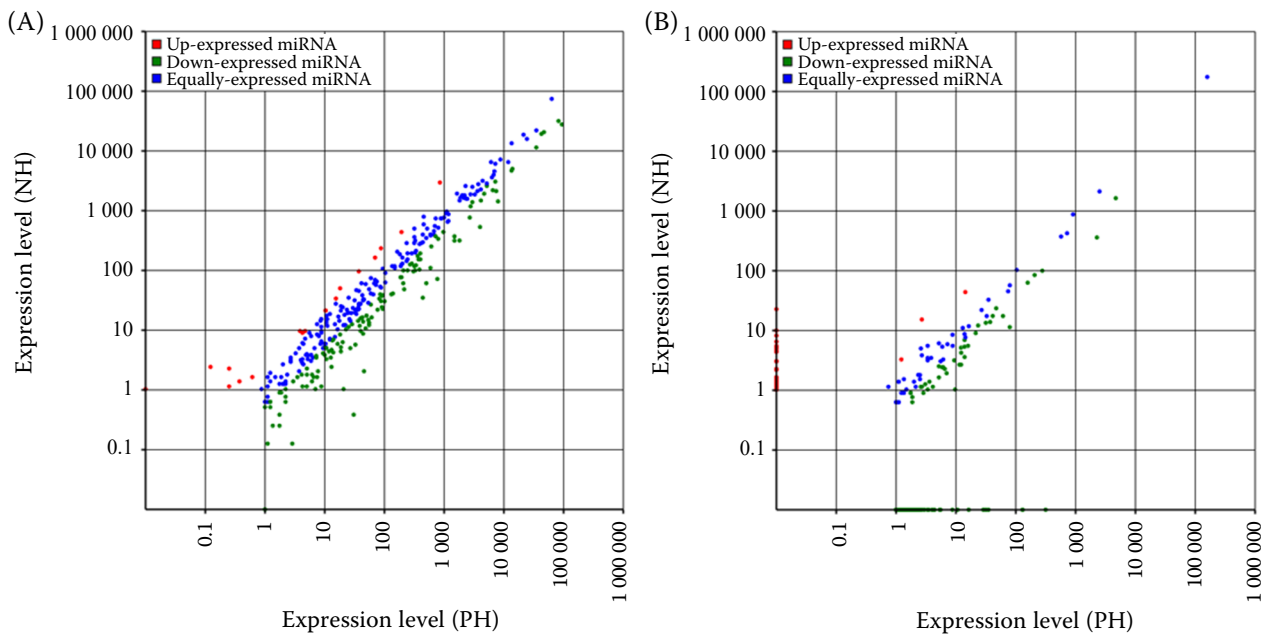 (A)
1 000 000
100 000
10 000
1 000
100
10
1
0.1
Expression level (NH)
Up-expressed miRNA
Down-expressed miRNA
Equally-expressed miRNA
0.1
1
10
100
1 000
10 000
100 000
1 000 000
Expression level (PH)
(B)
1 000 000
100 000
10 000
1 000
100
10
1
0.1
Expression level (NH)
Up-expressed miRNA
Down-expressed miRNA
Equally-expressed miRNA
0.1
1
10
100
1 000
10 000
100 000
1 000 000
Expression level (PH)